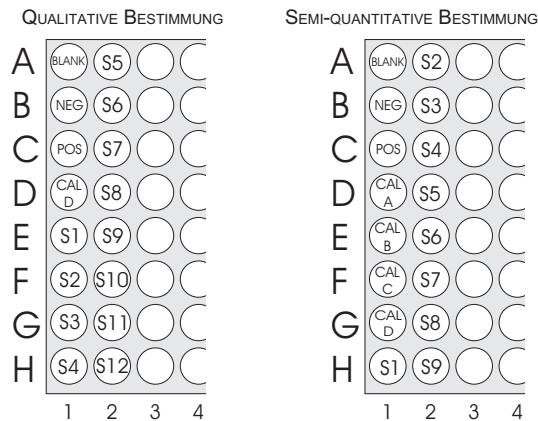 QUALITATIVE BESTIMMUNG
A BLANK S5
B NEG S6
C POS S7
D CAL D S8
E S1 S9
F S2 S10
G S3 S11
H S4 S12
1 2 3 4
SEMI-QUANTITATIVE BESTIMMUNG
A BLANK S2
B NEG S3
C POS S4
D CAL A S5
E CAL B S6
F CAL C S7
G CAL D S8
H S1 S9
1 2 3 4